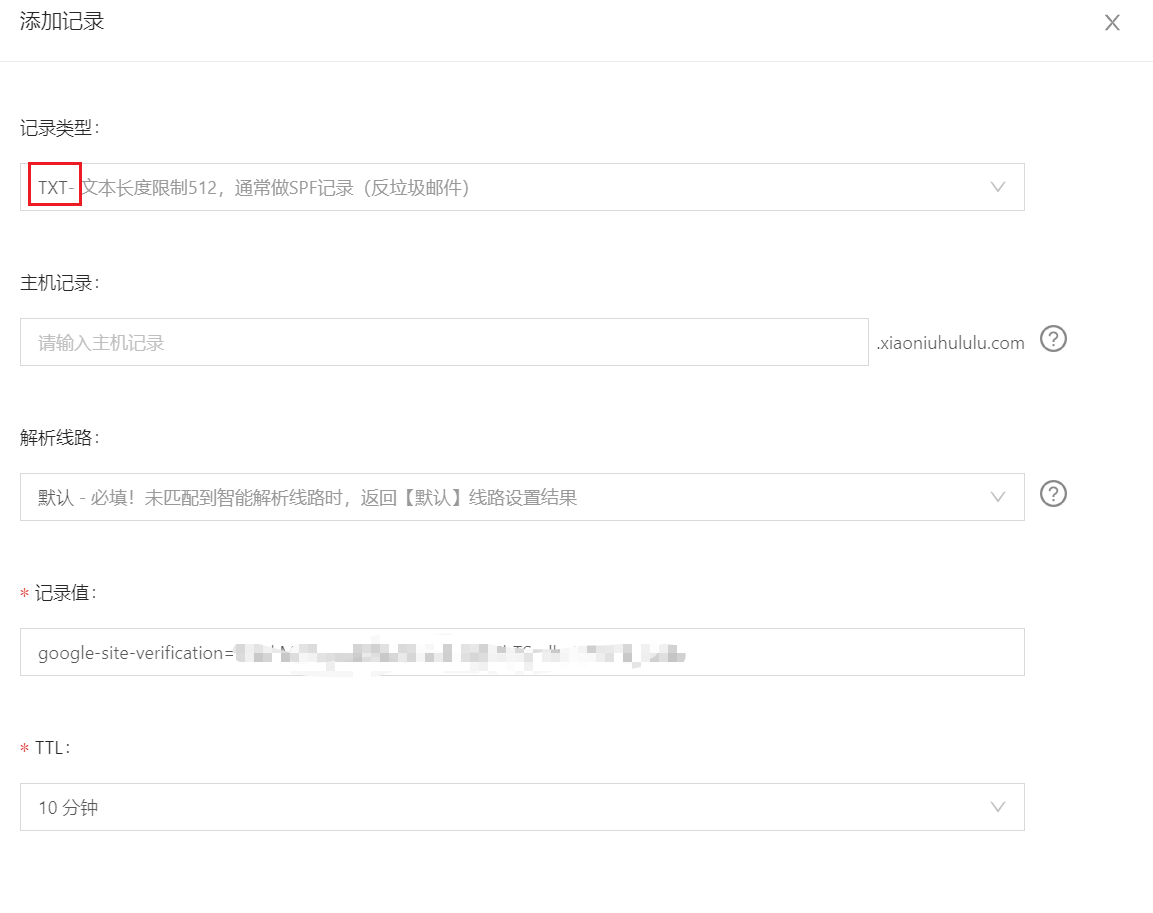 添加记录
记录类型:
TXT- 文本长度限制512，通常做SPF记录（反垃圾邮件）
主机记录:
请输入主机记录 .xiaoniuhululu.com
解析线路:
默认 - 必填！未匹配到智能解析线路时，返回【默认】线路设置结果
* 记录值:
google-site-verification=
* TTL:
10 分钟